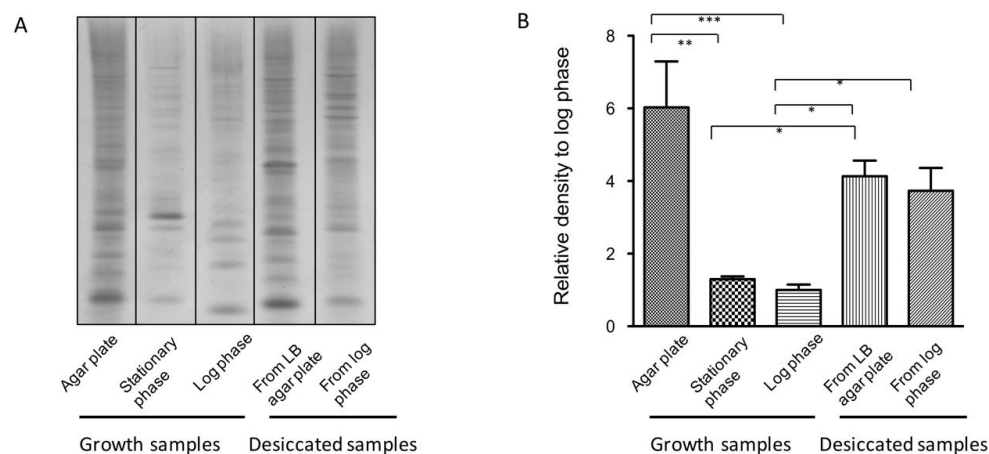 A
Agar plate
Stationary
phase
Log phase
From LB
agar plate
From log
phase
Growth samples
Desiccated samples
B
Relative density to log phase
8
6
4
2
0
***
**
*
*
*
Agar plate
Stationary
phase
Log phase
From LB
agar plate
From log
phase
Growth samples
Desiccated samples